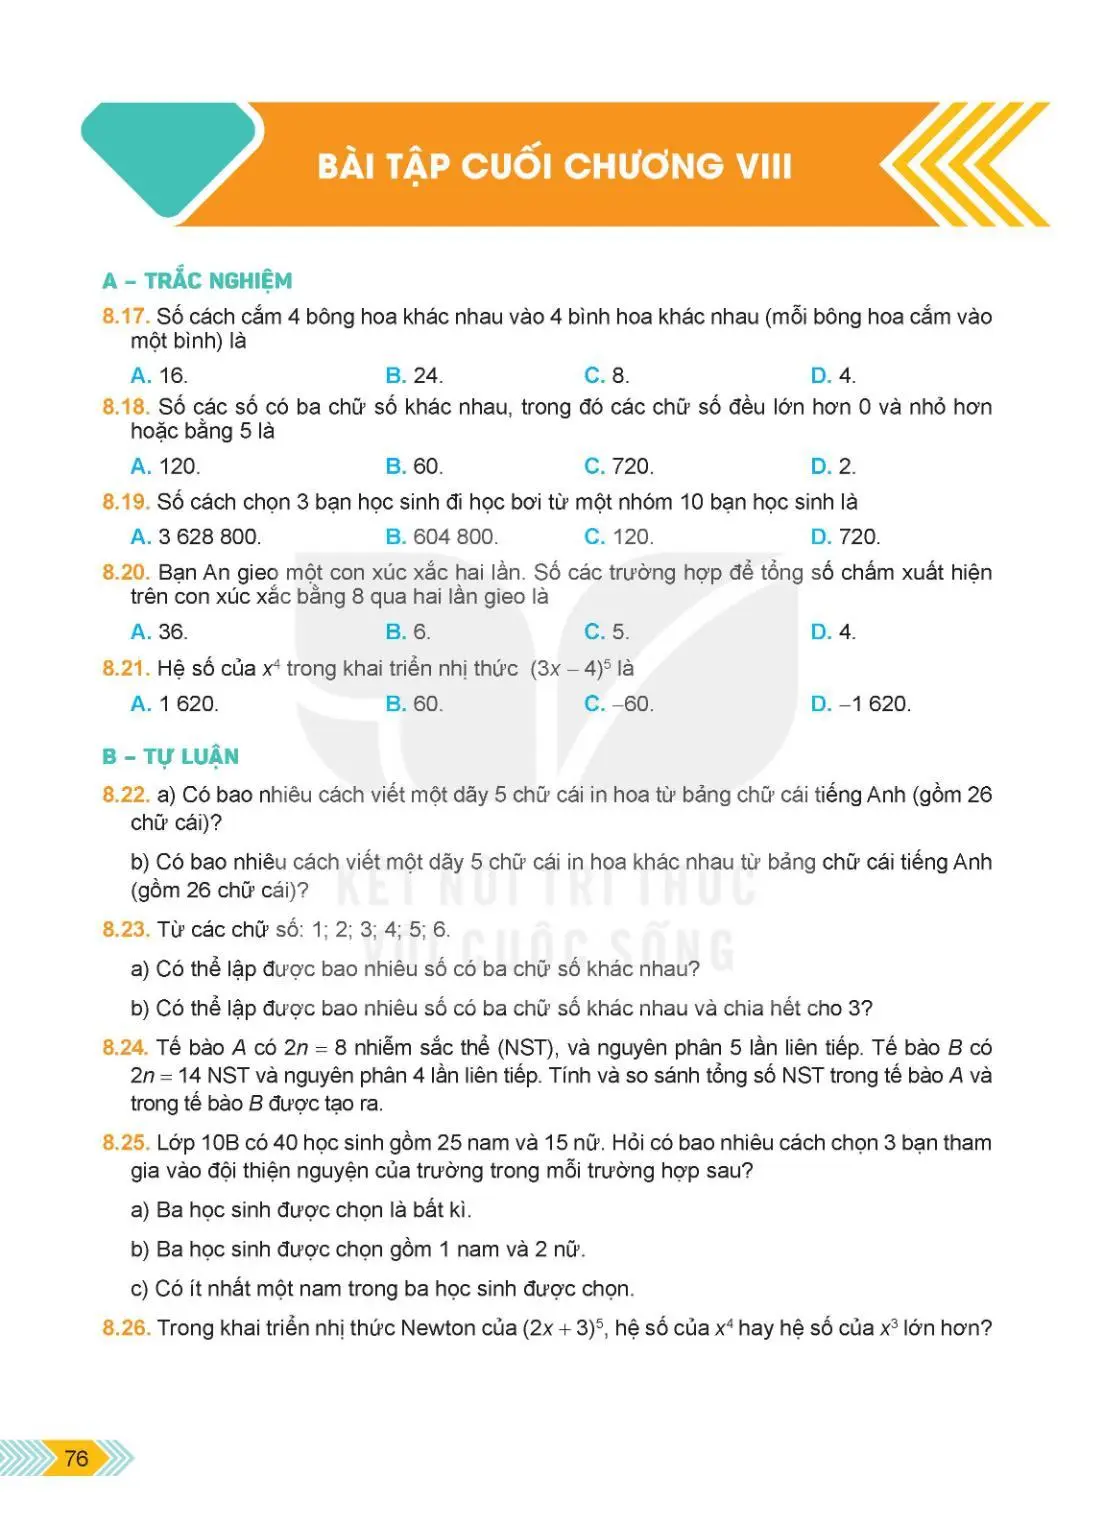 BÀI TẬP CUỐI CHƯƠNG VIII
A – TRẮC NGHIỆM
8.17. Số cách cắm 4 bông hoa khác nhau vào 4 bình hoa khác nhau (mỗi bông hoa cắm vào
một bình) là
A. 16. B. 24. C. 8. D. 4.
8.18. Số các số có ba chữ số khác nhau, trong đó các chữ số đều lớn hơn 0 và nhỏ hơn
hoặc bằng 5 là
A. 120. B. 60. C. 720. D. 2.
8.19. Số cách chọn 3 bạn học sinh đi học bơi từ một nhóm 10 bạn học sinh là
A. 3 628 800. B. 604 800. C. 120. D. 720.
8.20. Bạn An gieo một con xúc xắc hai lần. Số các trường hợp để tổng số chấm xuất hiện
trên con xúc xắc bằng 8 qua hai lần gieo là
A. 36. B. 6. C. 5. D. 4.
8.21. Hệ số của x⁴ trong khai triển nhị thức (3x – 4)⁵ là
A. 1 620. B. 60. C. –60. D. –1 620.
B – TỰ LUẬN
8.22. a) Có bao nhiêu cách viết một dãy 5 chữ cái in hoa từ bảng chữ cái tiếng Anh (gồm 26
chữ cái)?
b) Có bao nhiêu cách viết một dãy 5 chữ cái in hoa khác nhau từ bảng chữ cái tiếng Anh
(gồm 26 chữ cái)?
KẾT NỐI TRI THỨC
8.23. Từ các chữ số: 1; 2; 3; 4; 5; 6.
VỚI CUỘC SỐNG
a) Có thể lập được bao nhiêu số có ba chữ số khác nhau?
b) Có thể lập được bao nhiêu số có ba chữ số khác nhau và chia hết cho 3?
8.24. Tế bào A có 2n = 8 nhiễm sắc thể (NST), và nguyên phân 5 lần liên tiếp. Tế bào B có
2n = 14 NST và nguyên phân 4 lần liên tiếp. Tính và so sánh tổng số NST trong tế bào A và
trong tế bào B được tạo ra.
8.25. Lớp 10B có 40 học sinh gồm 25 nam và 15 nữ. Hỏi có bao nhiêu cách chọn 3 bạn tham
gia vào đội thiện nguyện của trường trong mỗi trường hợp sau?
a) Ba học sinh được chọn là bất kì.
b) Ba học sinh được chọn gồm 1 nam và 2 nữ.
c) Có ít nhất một nam trong ba học sinh được chọn.
8.26. Trong khai triển nhị thức Newton của (2x + 3)⁵, hệ số của x⁴ hay hệ số của x³ lớn hơn?
76